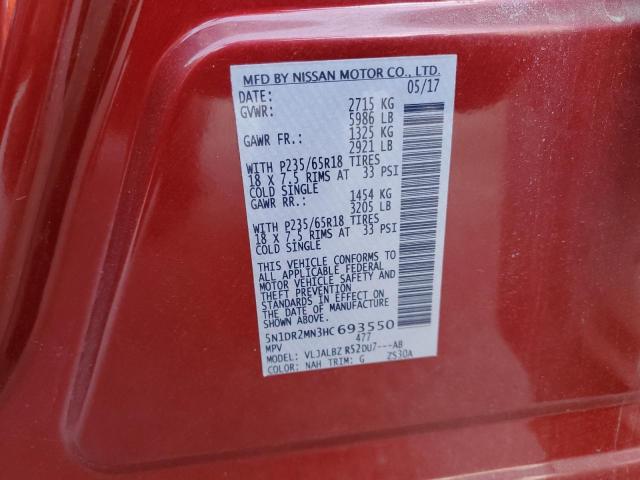 MFD BY NISSAN MOTOR CO., LTD.
DATE: 05/17
GVWR: 2715 KG
5986 LB
GAWR FR.: 1325 KG
2921 LB
WITH P235/65R18 TIRES
18 X 7.5 RIMS AT 33 PSI
COLD SINGLE
GAWR RR.: 1454 KG
3205 LB
WITH P235/65R18 TIRES
18 X 7.5 RIMS AT 33 PSI
COLD SINGLE
THIS VEHICLE CONFORMS TO
ALL APPLICABLE FEDERAL
MOTOR VEHICLE SAFETY AND
THEFT PREVENTION
STANDARDS IN EFFECT ON
THE DATE OF MANUFACTURE
SHOWN ABOVE.
5N1DR2MN3HC693550
MPV 477
MODEL: VLJALBZ R52DU7---AB
COLOR: NAH TRIM: G ZS30A